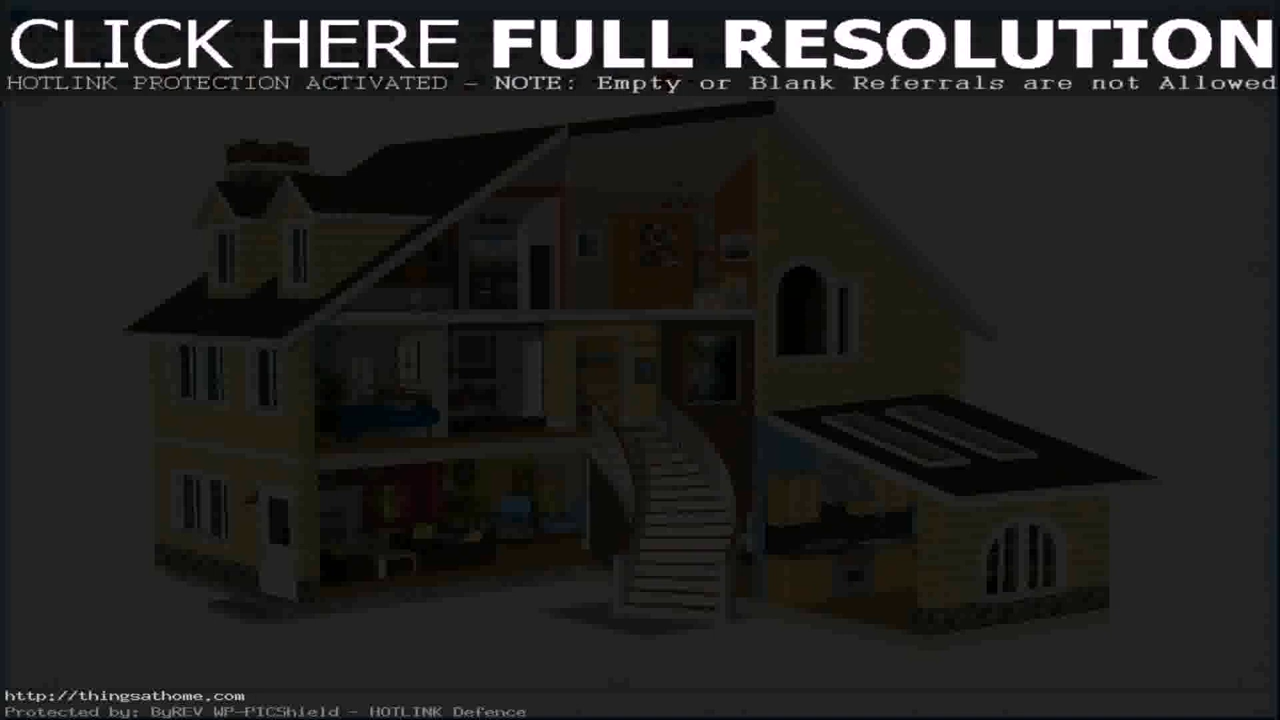 CLICK HERE FULL RESOLUTION
HOTLINK PROTECTION ACTIVATED - NOTE: Empty or Blank Referrals are not Allowed
http://thingsathome.com
Protected by: ByREV WP-PICShield - HOTLINK Defence